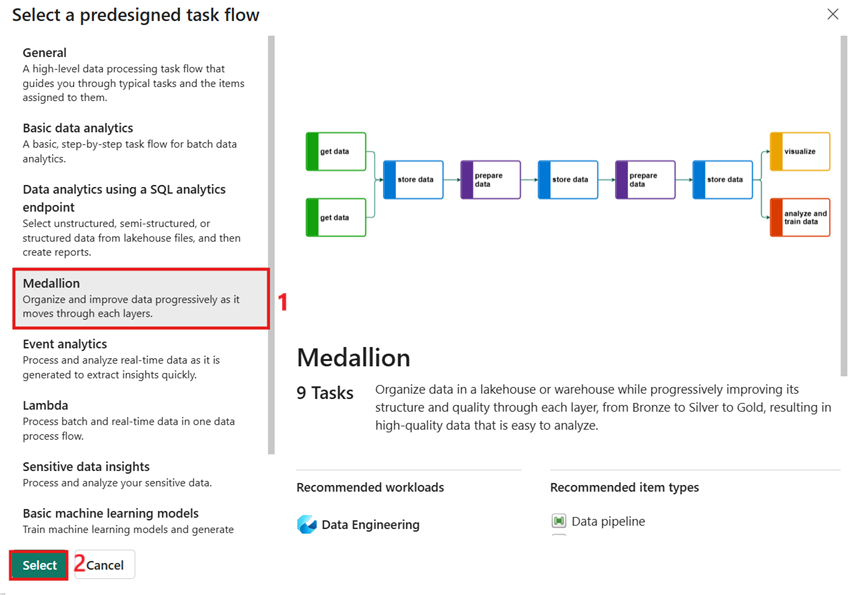 Select a predesigned task flow
General
A high-level data processing task flow that
guides you through typical tasks and the items
assigned to them.
Basic data analytics
A basic, step-by-step task flow for batch data
analytics.
Data analytics using a SQL analytics
endpoint
Select unstructured, semi-structured, or
structured data from lakehouse files, and then
create reports.
Medallion
Organize and improve data progressively as it
moves through each layers.
1
Event analytics
Process and analyze real-time data as it is
generated to extract insights quickly.
Lambda
Process batch and real-time data in one data
process flow.
Sensitive data insights
Process and analyze your sensitive data.
Basic machine learning models
Train machine learning models and generate
Select
2
Cancel
get data
get data
store data
prepare
data
store data
prepare
data
store data
visualize
analyze and
train data
Medallion
9 Tasks
Organize data in a lakehouse or warehouse while progressively improving its
structure and quality through each layer, from Bronze to Silver to Gold, resulting in
high-quality data that is easy to analyze.
Recommended workloads
Data Engineering
Recommended item types
Data pipeline